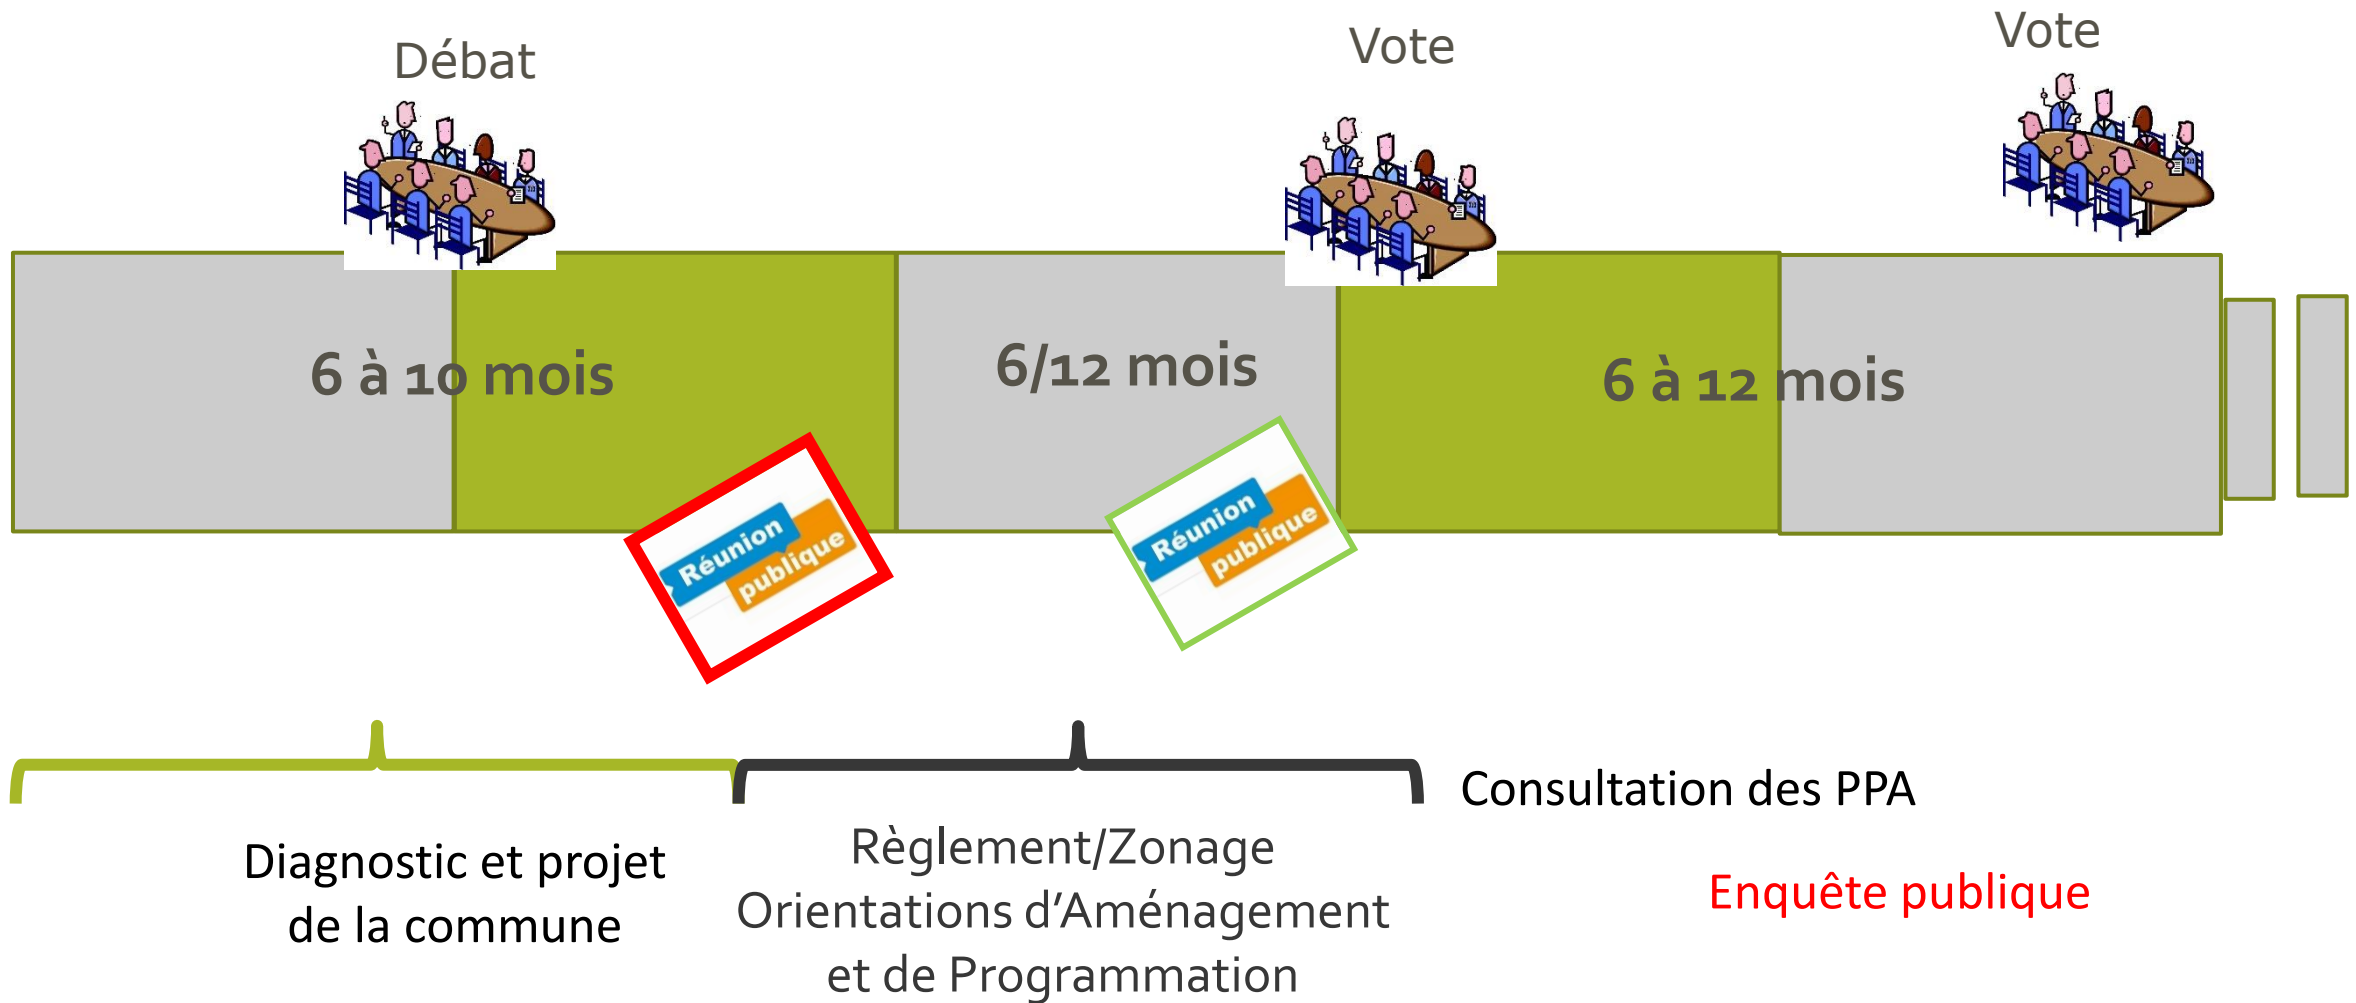 Débat
Vote
Vote
6 à 10 mois
6/12 mois
6 à 12 mois
Réunion
publique
Réunion
publique
Diagnostic et projet
de la commune
Règlement/Zonage
Orientations d’Aménagement
et de Programmation
Consultation des PPA
Enquête publique